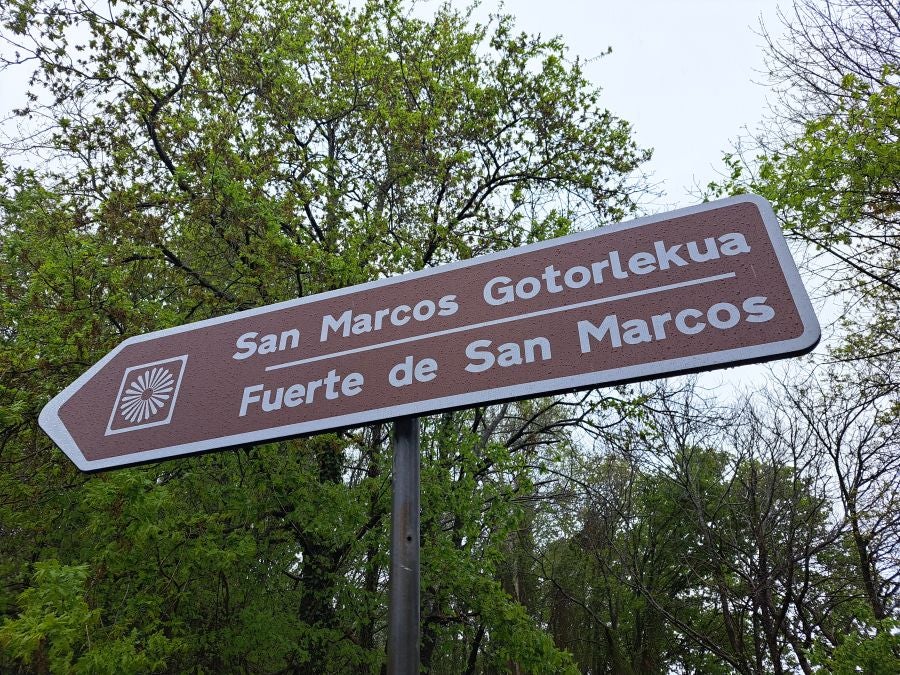 San Marcos Gotorlekua
Fuerte de San Marcos